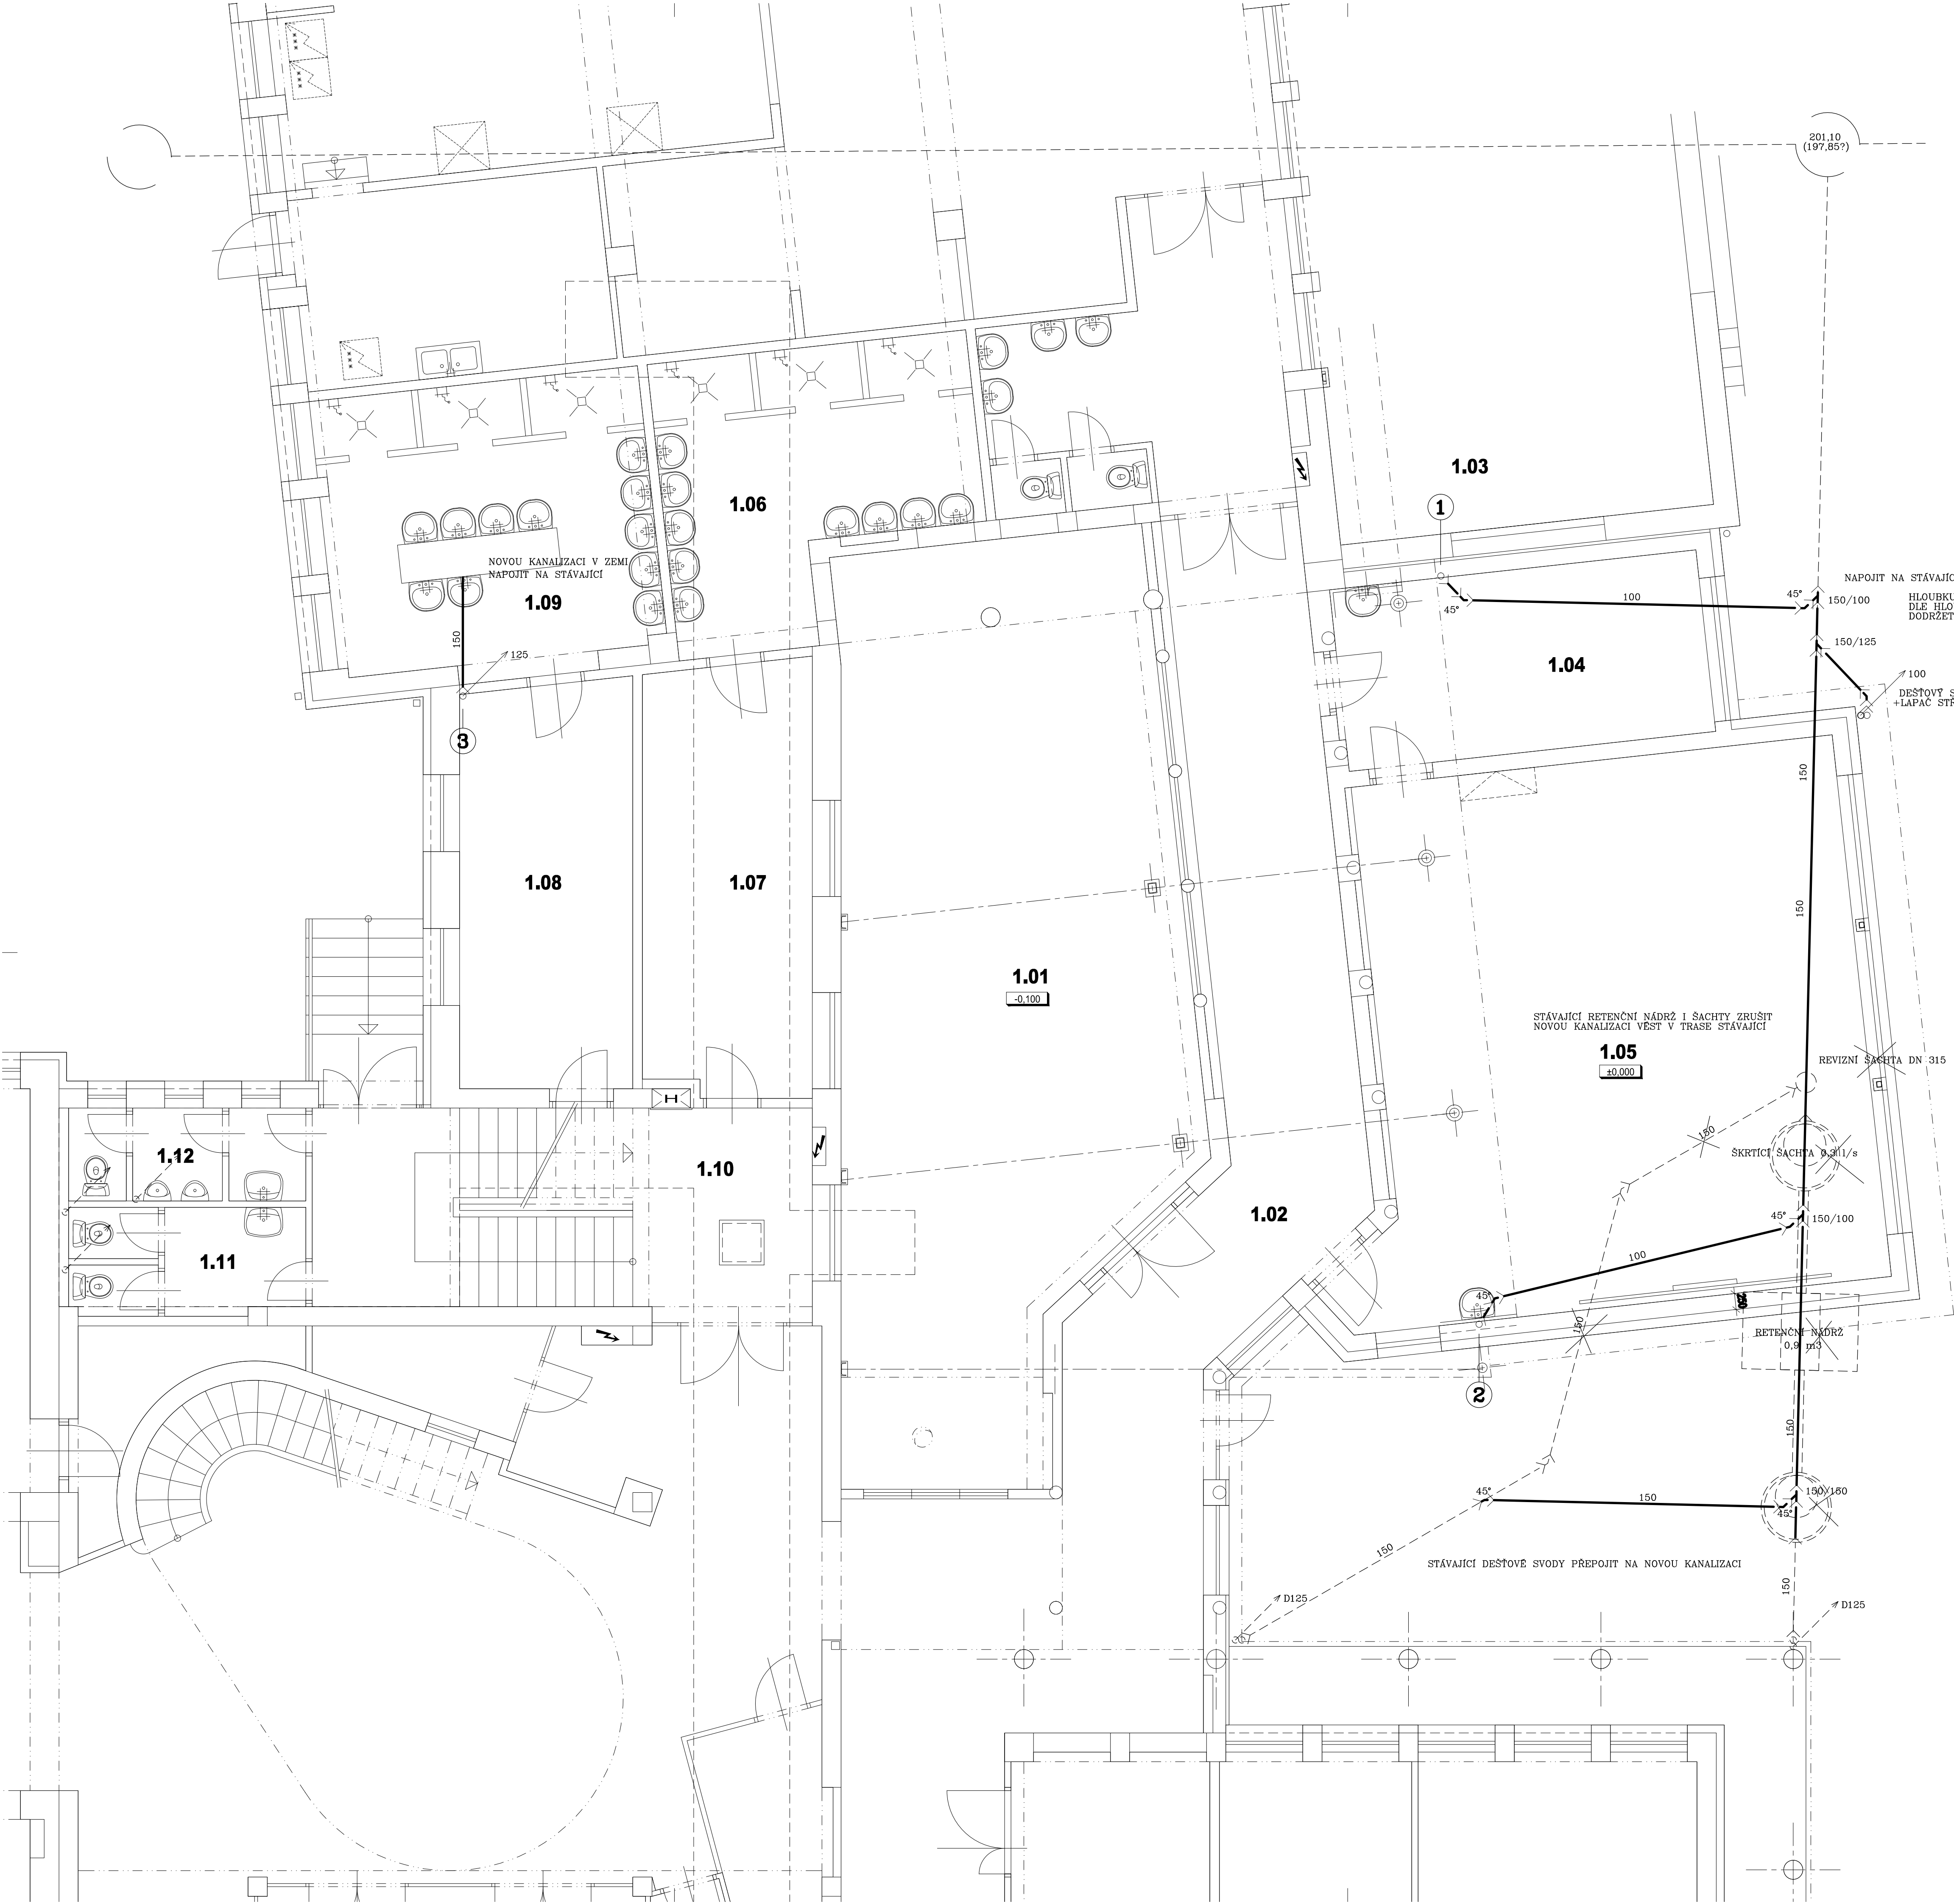 201,10
(197,85?)
1.03
1
1.06
NOVOU KANALIZACI V ZEMI
NAPOJIT NA STÁVAJÍCÍ
1.09
150
125
3
45°
100
45°
150/100
NAPOJIT NA STÁVAJÍC
HLOUBKU
DLE HLO
DODRŽET
150/125
1.04
100
DEŠŤOVÝ S
+LAPAČ STŘ
150
1.08
1.07
150
1.01
-0,100
STÁVAJÍCÍ RETENČNÍ NÁDRŽ I ŠACHTY ZRUŠIT
NOVOU KANALIZACI VÉST V TRASE STÁVAJÍCÍ
1.05
±0,000
REVIZNÍ ŠACHTA DN 315
H
150
ŠKRTÍCÍ ŠACHTA 0,3 l/s
1.12
1.10
1.02
45°
150/100
1.11
100
45°
250
150
RETENČNÍ NÁDRŽ
0,9 m3
2
150
45°
150
150/150
45°
150
STÁVAJÍCÍ DEŠŤOVÉ SVODY PŘEPOJIT NA NOVOU KANALIZACI
150
D125
D125